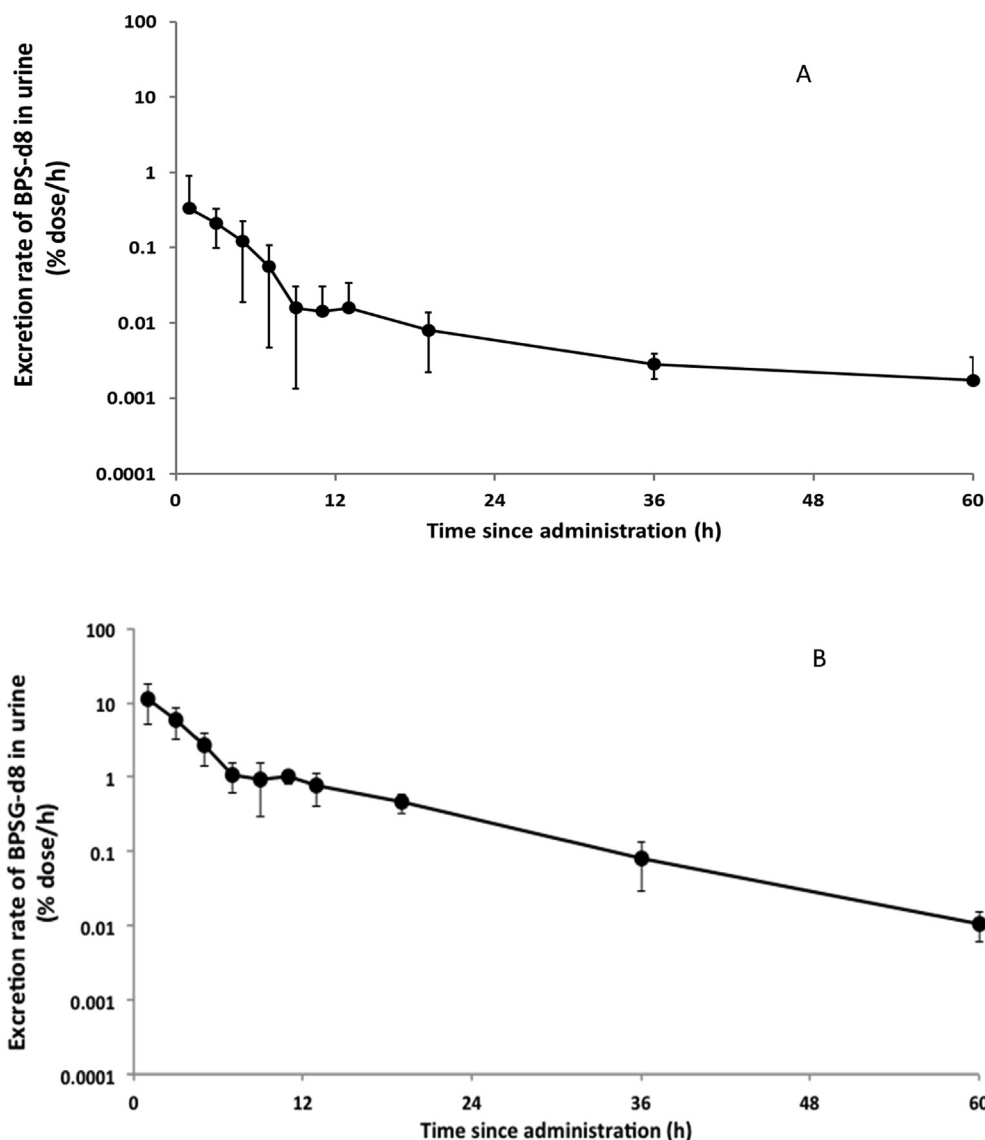 A
Excretion rate of BPS-d8 in urine
(% dose/h)
100
10
1
0.1
0.01
0.001
0.0001
0 12 24 36 48 60
Time since administration (h)
B
Excretion rate of BPSG-d8 in urine
(% dose/h)
100
10
1
0.1
0.01
0.001
0.0001
0 12 24 36 48 60
Time since administration (h)